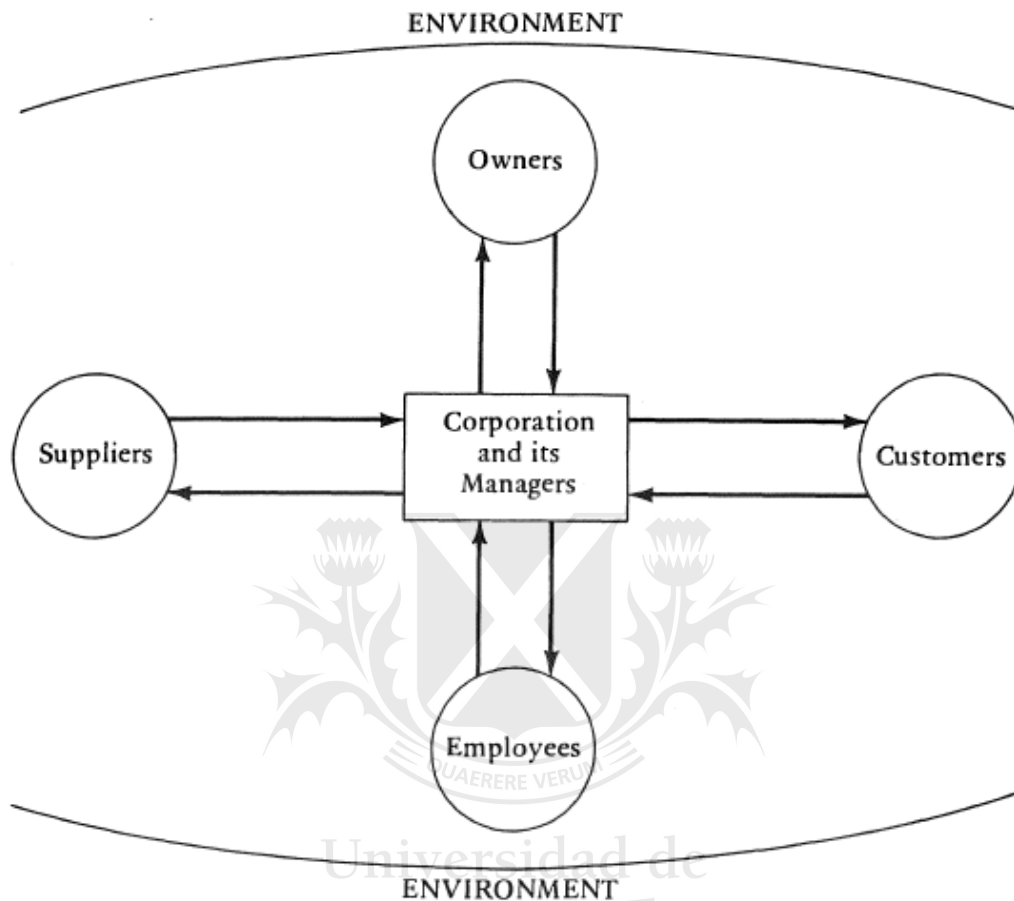 ENVIRONMENT
Owners
Suppliers
Corporation
and its
Managers
Customers
Employees
QUAERERE VERUM
Universidad de
ENVIRONMENT